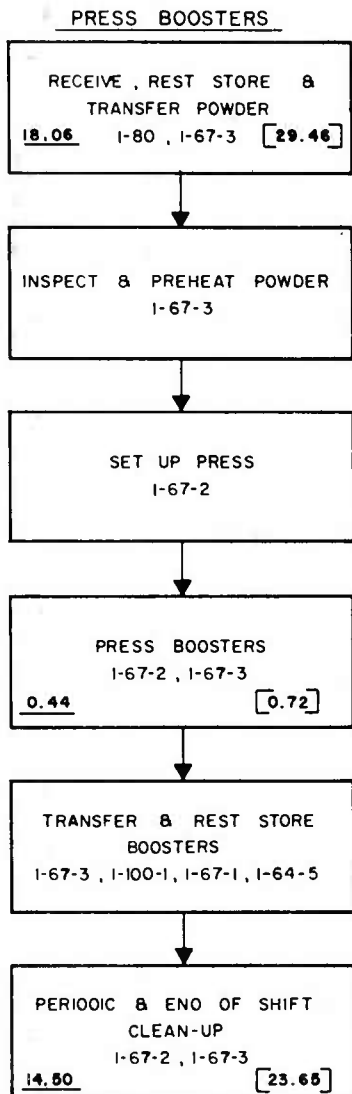 PRESS BOOSTERS
RECEIVE, REST STORE &
TRANSFER POWDER
18.06 1-80, 1-67-3 [29.46]
INSPECT & PREHEAT POWDER
1-67-3
SET UP PRESS
1-67-2
PRESS BOOSTERS
1-67-2, 1-67-3
0.44 [0.72]
TRANSFER & REST STORE
BOOSTERS
1-67-3, 1-100-1, 1-67-1, 1-64-5
PERIOOIC & ENO OF SHIFT
CLEAN-UP
1-67-2, 1-67-3
14.50 [23.65]